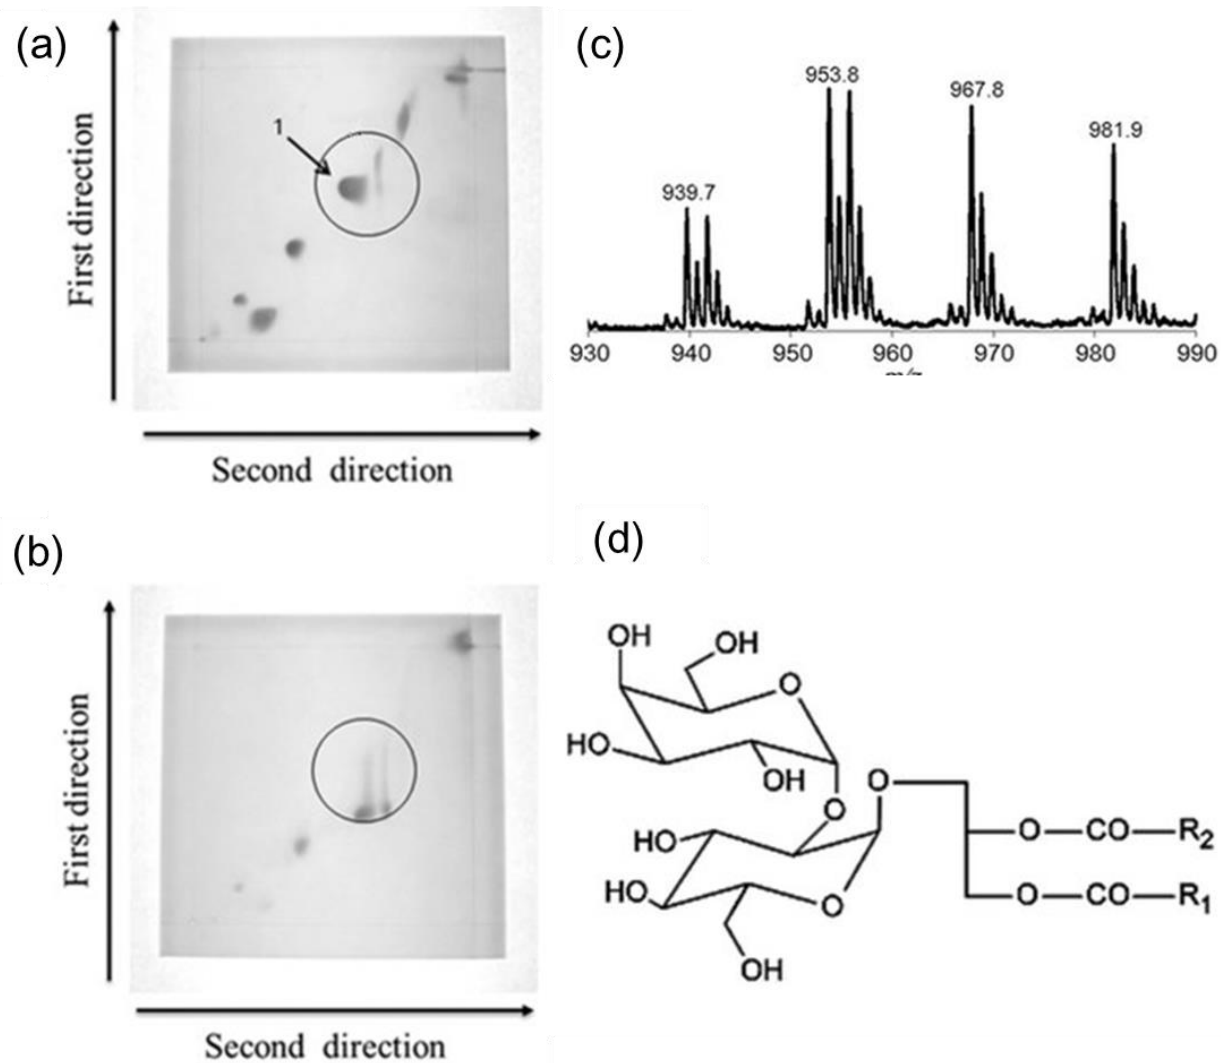 (a)
First direction
1
Second direction
(c)
953.8
967.8
981.9
939.7
930 940 950 960 970 980 990
m/z
(b)
First direction
Second direction
(d)
OH
OH
O
HO
OH
O
O
HO
O—CO—R2
HO
O
O—CO—R1
OH